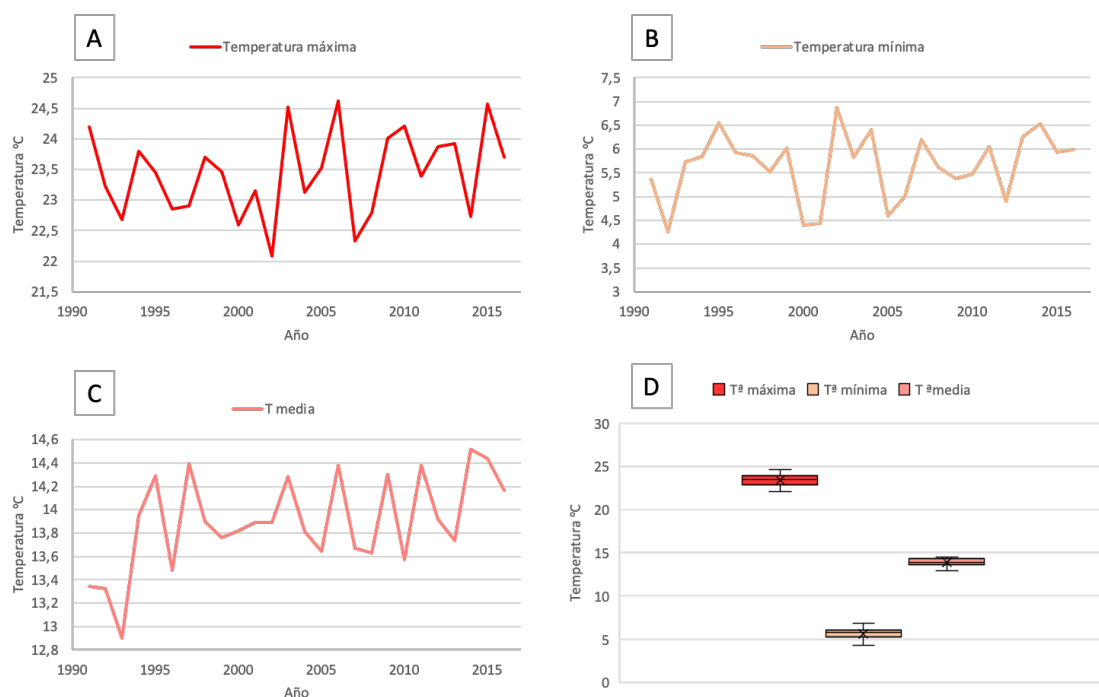 A
Temperatura máxima
Temperatura ºC
25
24,5
24
23,5
23
22,5
22
21,5
1990 1995 2000 2005 2010 2015
Año
B
Temperatura mínima
Temperatura ºC
7,5
7
6,5
6
5,5
5
4,5
4
3,5
3
1990 1995 2000 2005 2010 2015
Año
C
T media
Temperatura ºC
14,6
14,4
14,2
14
13,8
13,6
13,4
13,2
13
12,8
1990 1995 2000 2005 2010 2015
Año
D
Tª máxima Tª mínima T ªmedia
Temperatura ºC
30
25
20
15
10
5
0